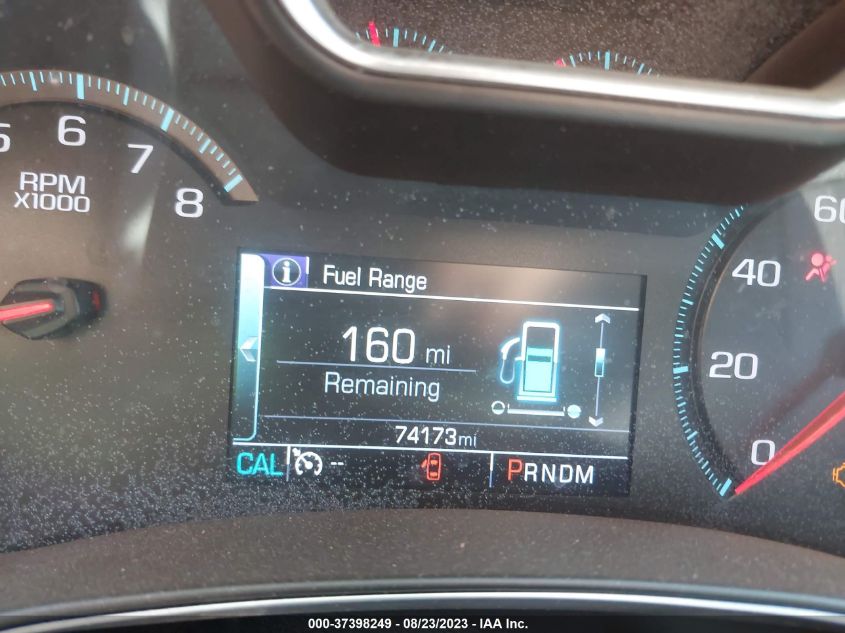 5 6 7 8
RPM
X1000
i Fuel Range
160 mi
Remaining
74173mi
CAL -- PRNDM
60
40
20
0
000-37398249 - 08/23/2023 - IAA Inc.